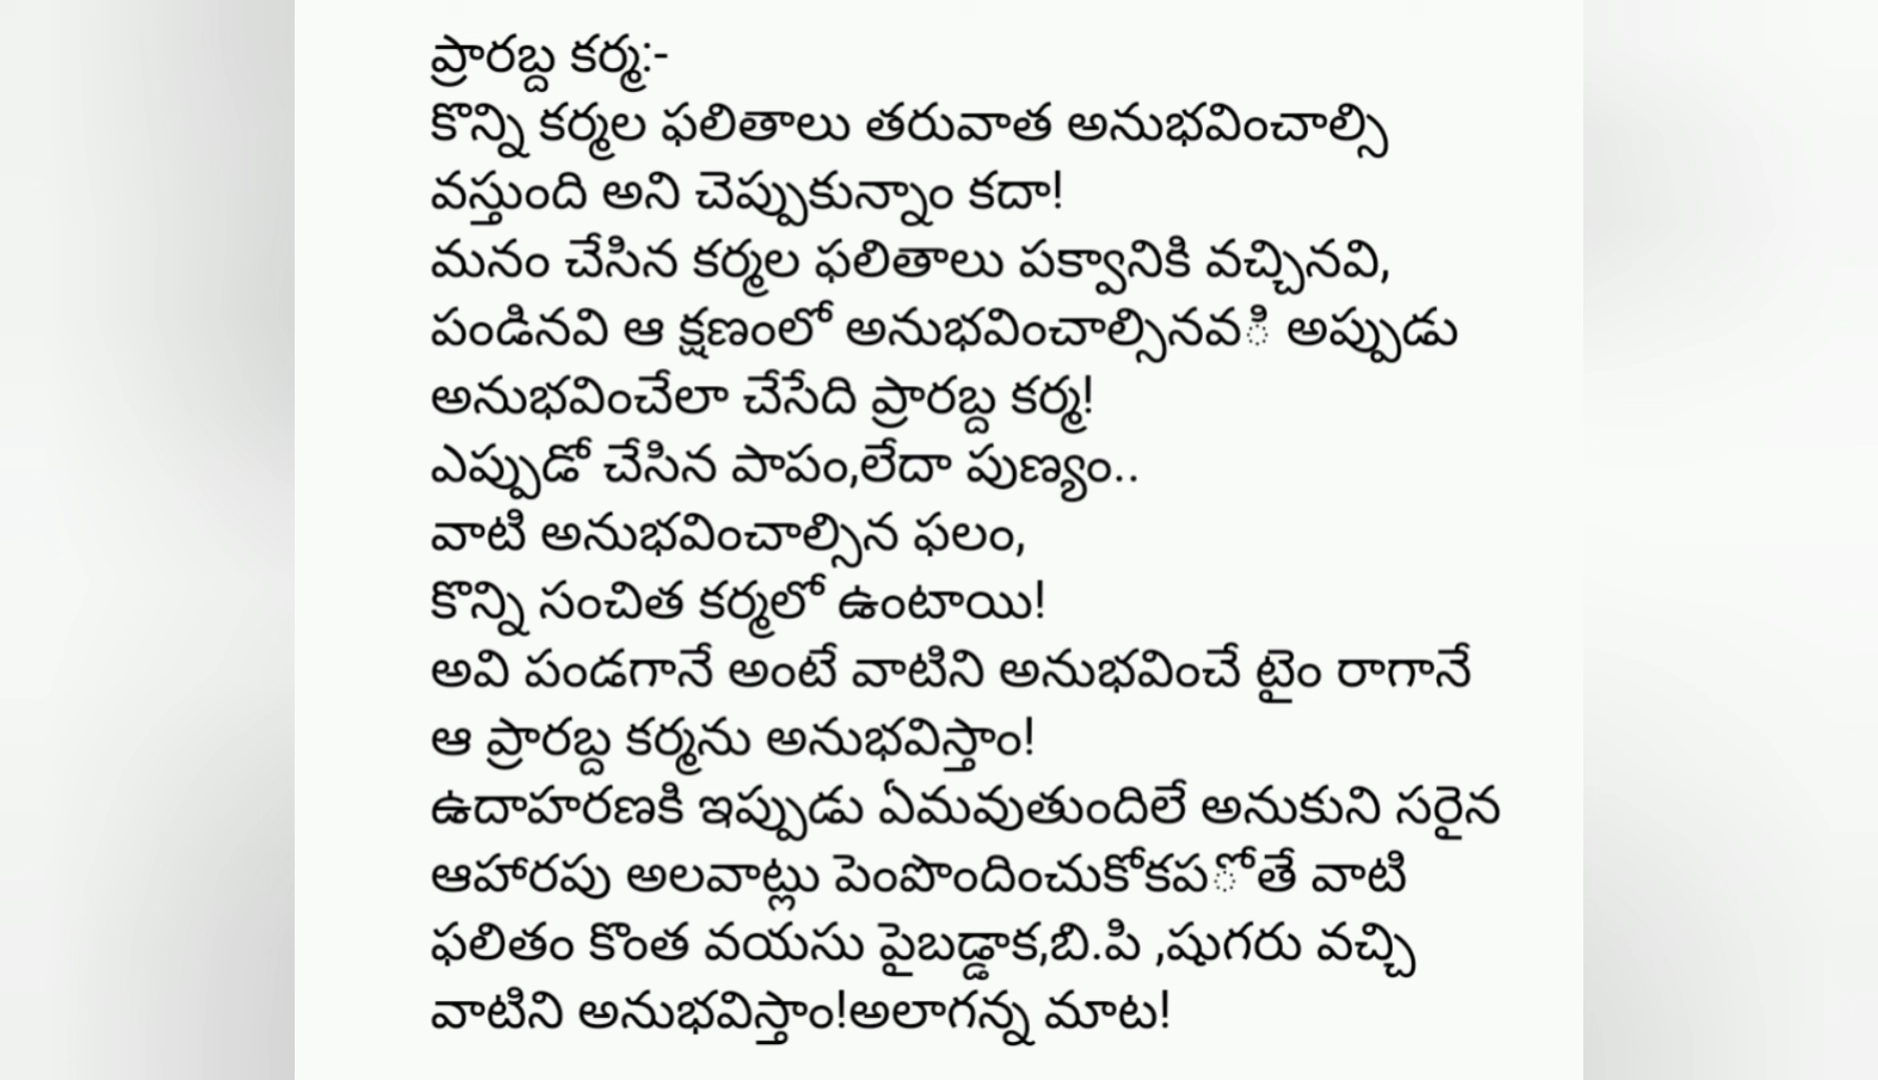 ప్రారబ్ద కర్మ:-
కొన్ని కర్మల ఫలితాలు తరువాత అనుభవించాల్సి
వస్తుంది అని చెప్పుకున్నాం కదా!
మనం చేసిన కర్మల ఫలితాలు పక్వానికి వచ్చినవి,
పండినవి ఆ క్షణంలో అనుభవించాల్సినవ ి అప్పుడు
అనుభవించేలా చేసేది ప్రారబ్ద కర్మ!
ఎప్పుడో చేసిన పాపం,లేదా పుణ్యం..
వాటి అనుభవించాల్సిన ఫలం,
కొన్ని సంచిత కర్మలో ఉంటాయి!
అవి పండగానే అంటే వాటిని అనుభవించే టైం రాగానే
ఆ ప్రారబ్ద కర్మను అనుభవిస్తాం!
ఉదాహరణకి ఇప్పుడు ఏమవుతుందిలే అనుకుని సరైన
ఆహారపు అలవాట్లు పెంపొందించుకోకప ోతే వాటి
ఫలితం కొంత వయసు పైబడ్డాక,బి.పి ,షుగరు వచ్చి
వాటిని అనుభవిస్తాం!అలాగన్న మాట!